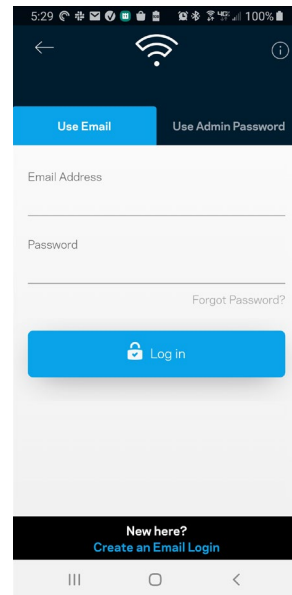 5:29 100%
Use Email Use Admin Password
Email Address
Password
Forgot Password?
Log in
New here?
Create an Email Login